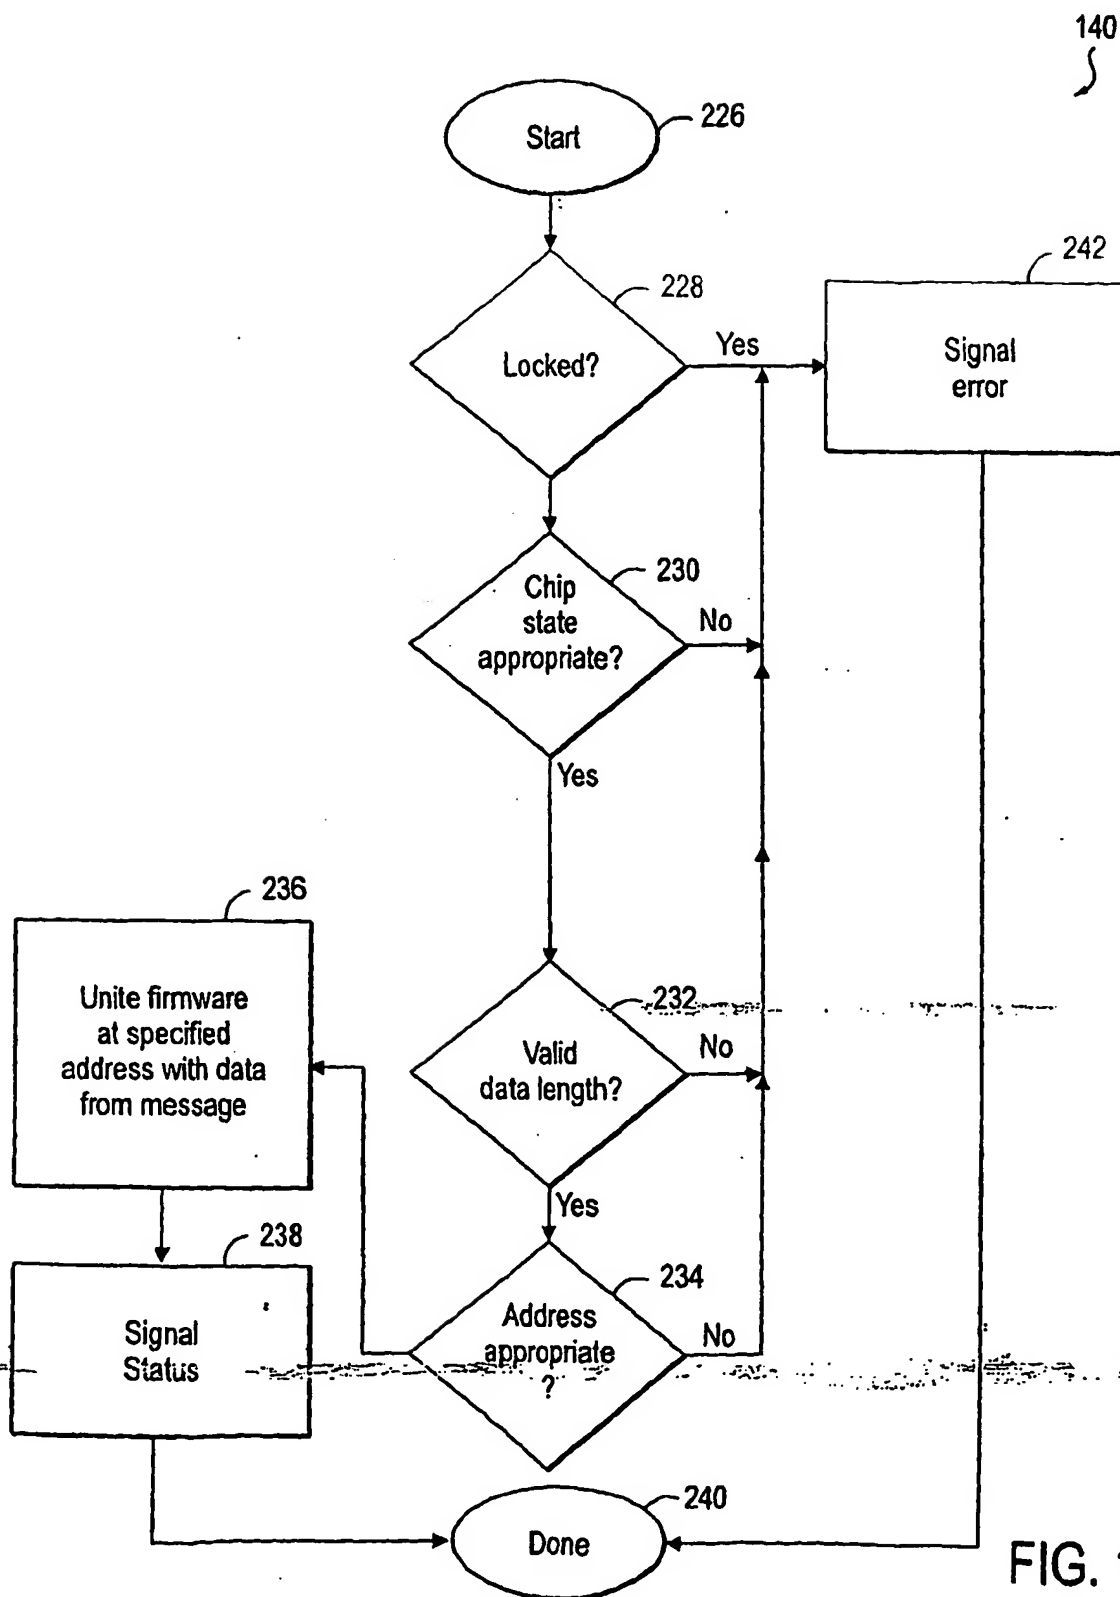 140
Start
226
228
Locked?
Yes
242
Signal
error
230
Chip
state
appropriate?
No
Yes
236
Unite firmware
at specified
address with data
from message
232
Valid
data length?
No
Yes
238
Signal
Status
234
Address
appropriate
?
No
240
Done
FIG.